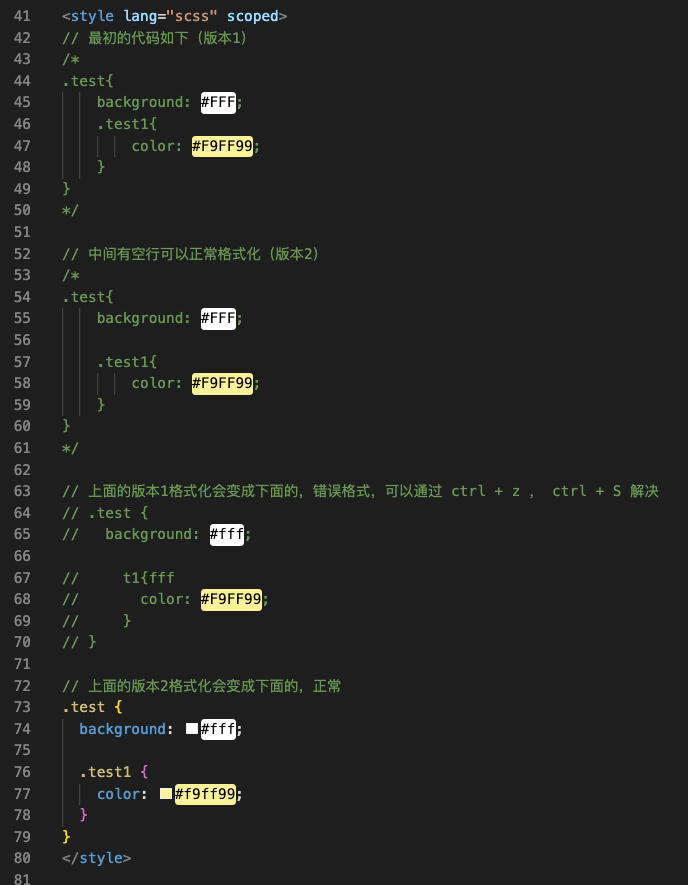 41 <style lang="scss" scoped>
42 // 最初的代码如下（版本1）
43 /*
44 .test{
45     background: #FFF;
46     .test1{
47         color: #F9FF99;
48     }
49 }
50 */
51
52 // 中间有空行可以正常格式化（版本2）
53 /*
54 .test{
55     background: #FFF;
56
57     .test1{
58         color: #F9FF99;
59     }
60 }
61 */
62
63 // 上面的版本1格式化会变成下面的，错误格式，可以通过 ctrl + z ， ctrl + S 解决
64 // .test {
65 //   background: #fff;
66
67 //     t1{fff
68 //       color: #F9FF99;
69 //     }
70 // }
71
72 // 上面的版本2格式化会变成下面的，正常
73 .test {
74   background: #fff;
75
76   .test1 {
77     color: #f9ff99;
78   }
79 }
80 </style>
81